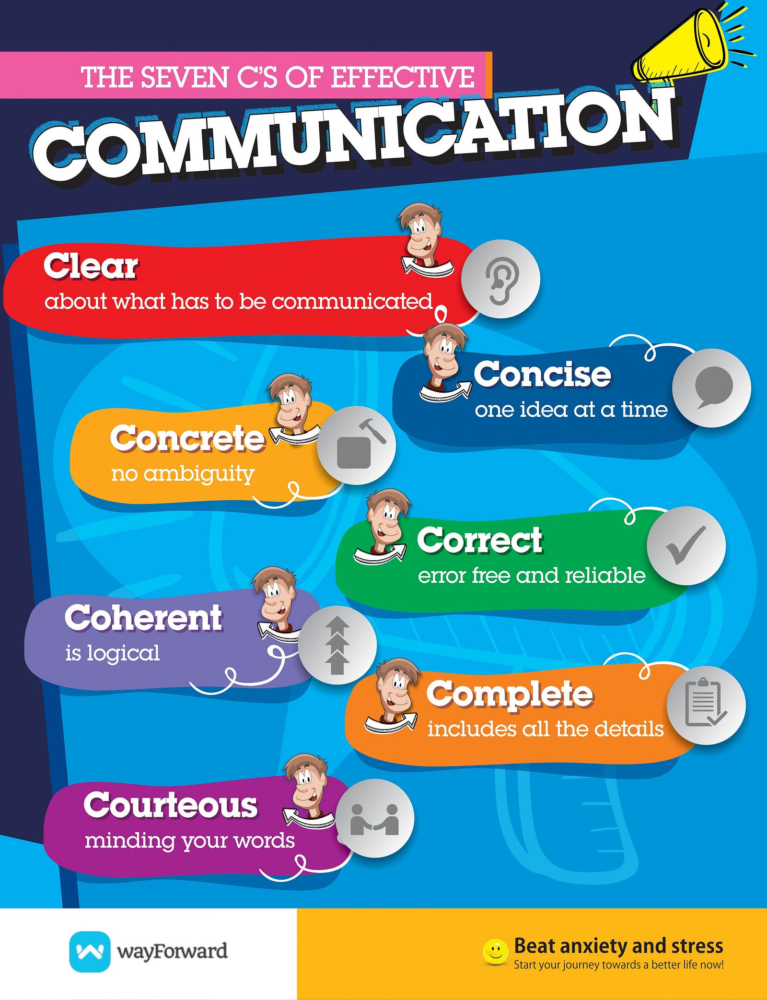 THE SEVEN C'S OF EFFECTIVE
COMMUNICATION
Clear
about what has to be communicated
Concise
one idea at a time
Concrete
no ambiguity
Correct
error free and reliable
Coherent
is logical
Complete
includes all the details
Courteous
minding your words
wayForward
Beat anxiety and stress
Start your journey towards a better life now!